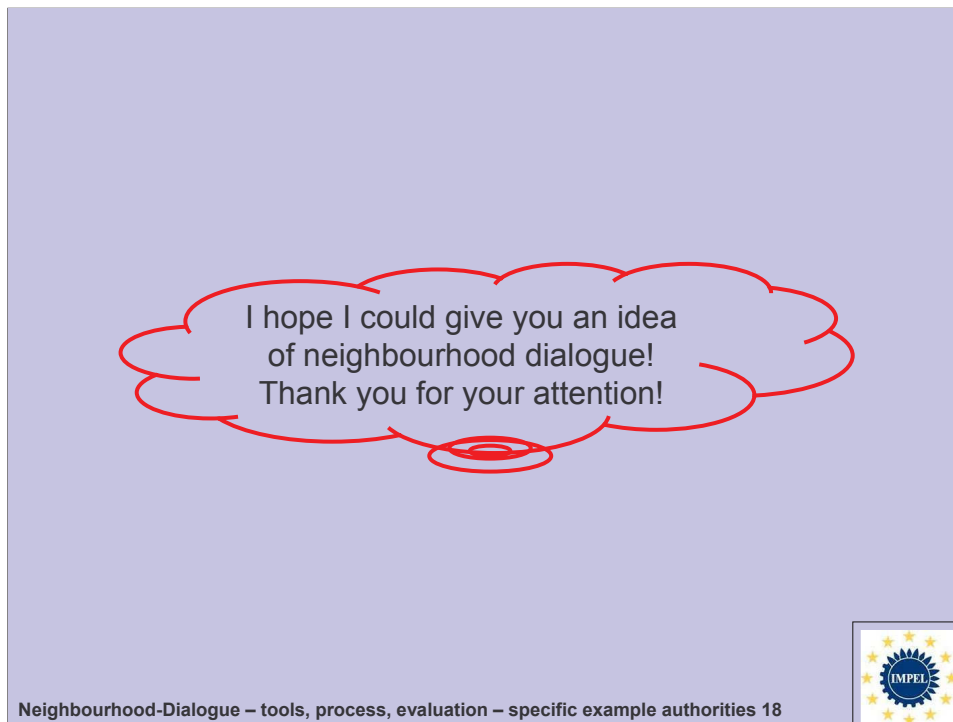 I hope I could give you an idea
of neighbourhood dialogue!
Thank you for your attention!
IMPEL
Neighbourhood-Dialogue – tools, process, evaluation – specific example authorities 18